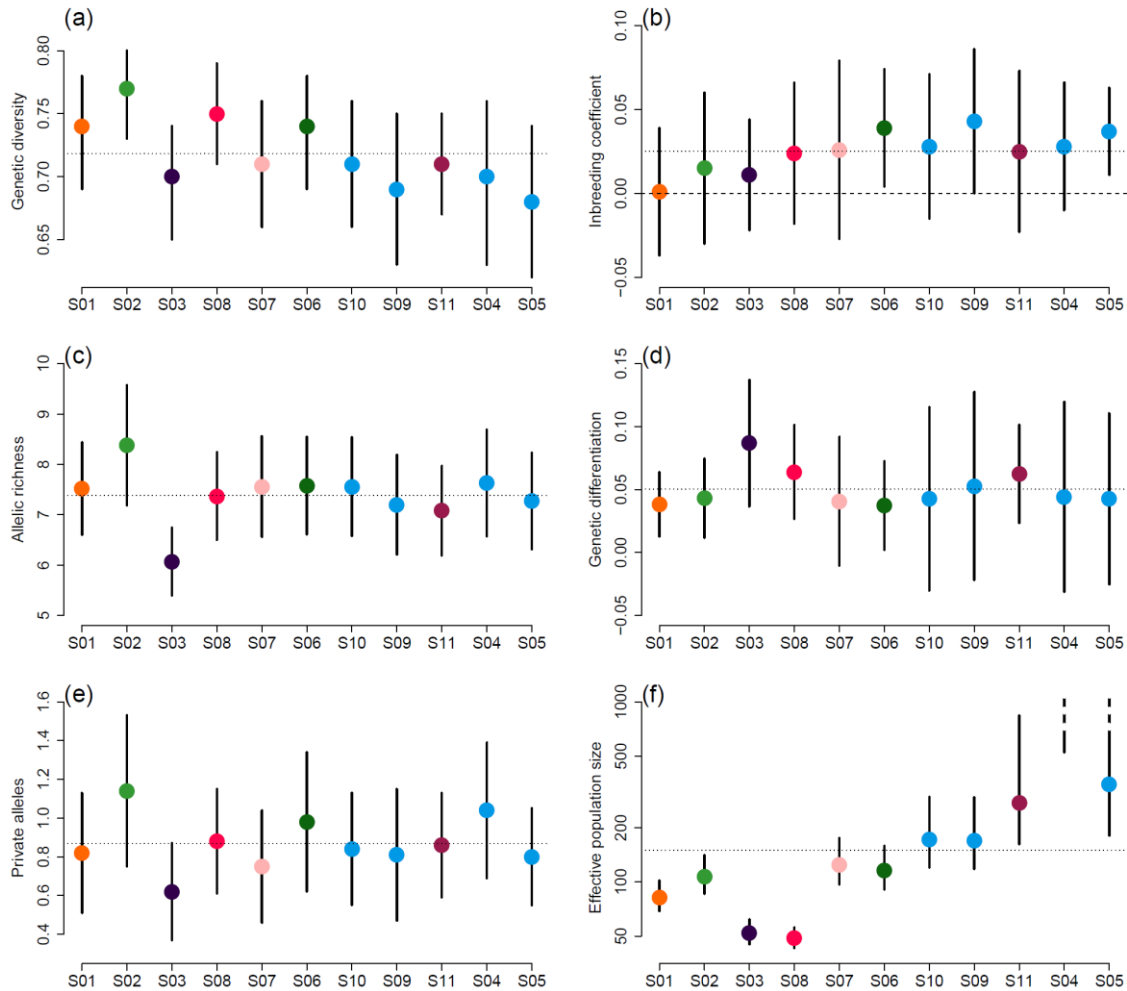 (a)
Genetic diversity
0.80
0.75
0.70
0.65
S01 S02 S03 S08 S07 S06 S10 S09 S11 S04 S05
(b)
Inbreeding coefficient
0.10
0.05
0.00
−0.05
S01 S02 S03 S08 S07 S06 S10 S09 S11 S04 S05
(c)
Allelic richness
10
9
8
7
6
5
S01 S02 S03 S08 S07 S06 S10 S09 S11 S04 S05
(d)
Genetic differentiation
0.15
0.10
0.05
0.00
−0.05
S01 S02 S03 S08 S07 S06 S10 S09 S11 S04 S05
(e)
Private alleles
1.6
1.4
1.2
1.0
0.8
0.6
0.4
S01 S02 S03 S08 S07 S06 S10 S09 S11 S04 S05
(f)
Effective population size
1000
500
200
100
50
S01 S02 S03 S08 S07 S06 S10 S09 S11 S04 S05